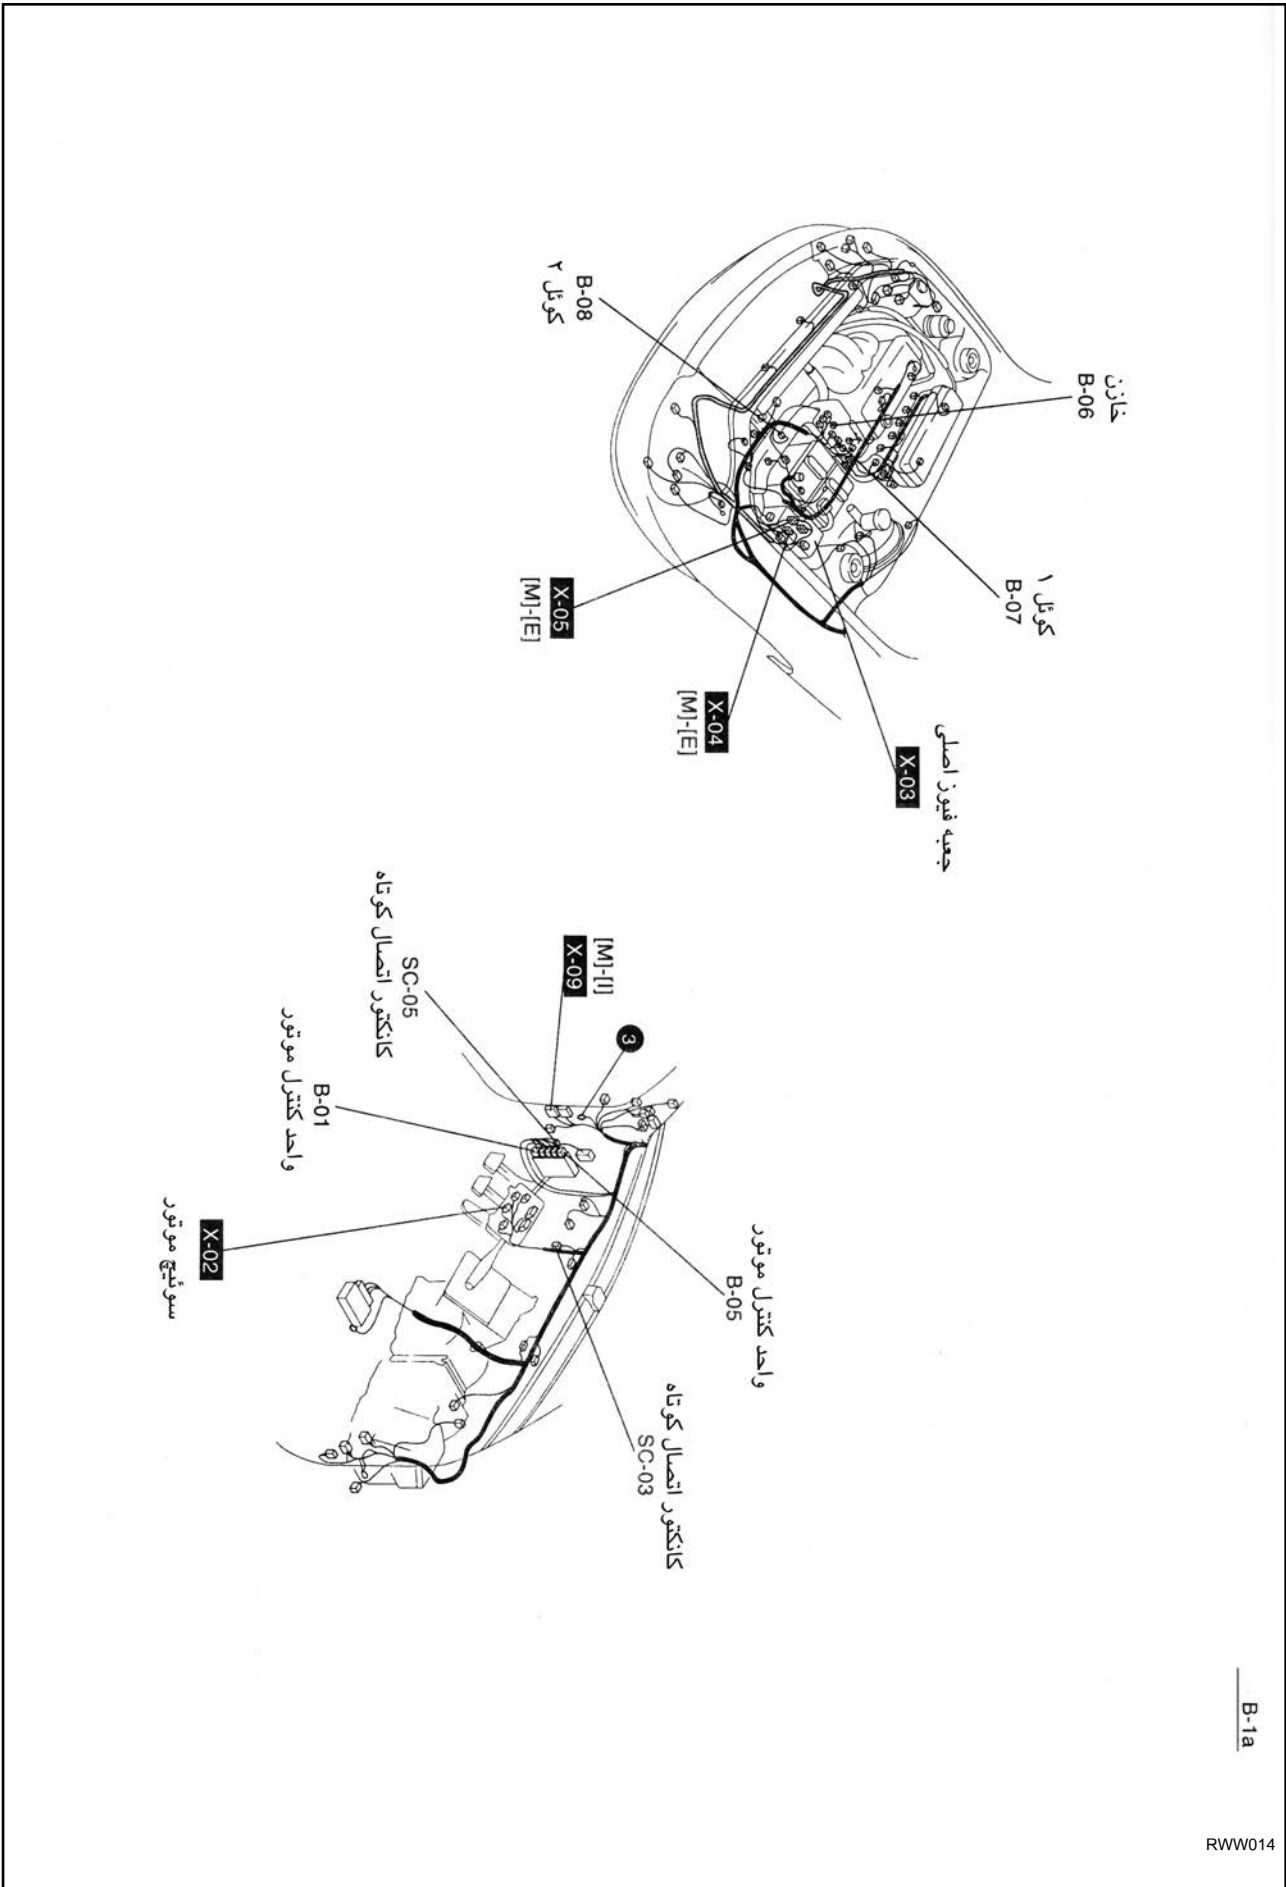 B-1a
خازن
B-06
کوئل ۱
B-07
جعبه فیوز اصلی
X-03
X-04
[M]-[E]
X-05
[M]-[E]
B-08
کوئل ۲
واحد کنترل موتور
B-05
کانکتور اتصال کوتاه
SC-03
3
[M]-[I]
X-09
SC-05
کانکتور اتصال کوتاه
B-01
واحد کنترل موتور
X-02
سوئیچ موتور
RWW014